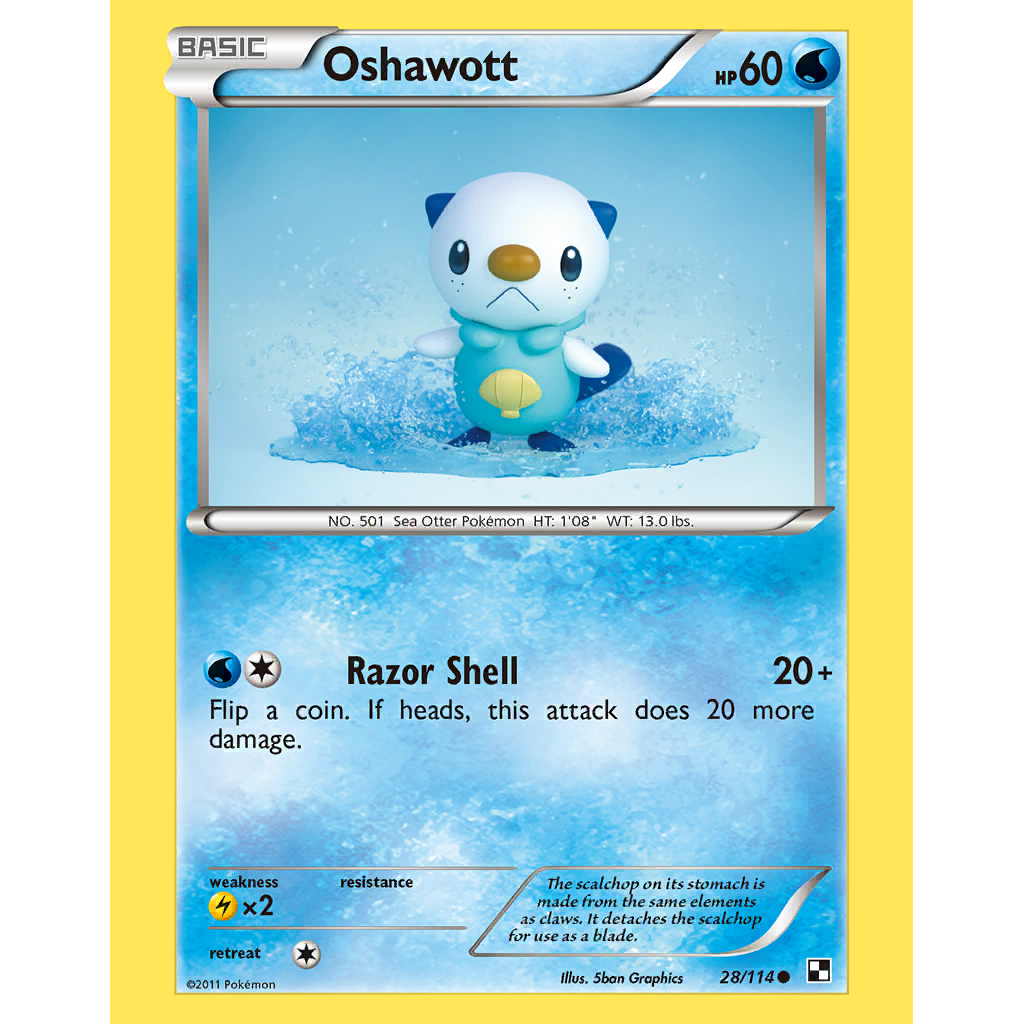 BASIC
Oshawott
HP60
NO. 501 Sea Otter Pokémon HT: 1'08" WT: 13.0 lbs.
Razor Shell 20+
Flip a coin. If heads, this attack does 20 more
damage.
weakness resistance
×2
retreat
The scalchop on its stomach is
made from the same elements
as claws. It detaches the scalchop
for use as a blade.
Illus. 5ban Graphics 28/114
©2011 Pokémon